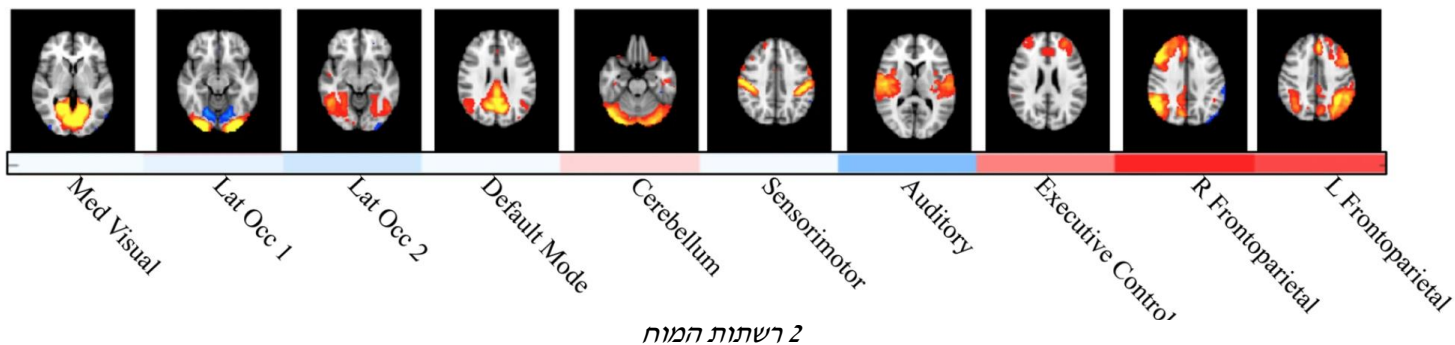 Med Visual
Lat Occ 1
Lat Occ 2
Default Mode
Cerebellum
Sensorimotor
Auditory
Executive Control
R Frontoparietal
L Frontoparietal
2 רשתות המוח